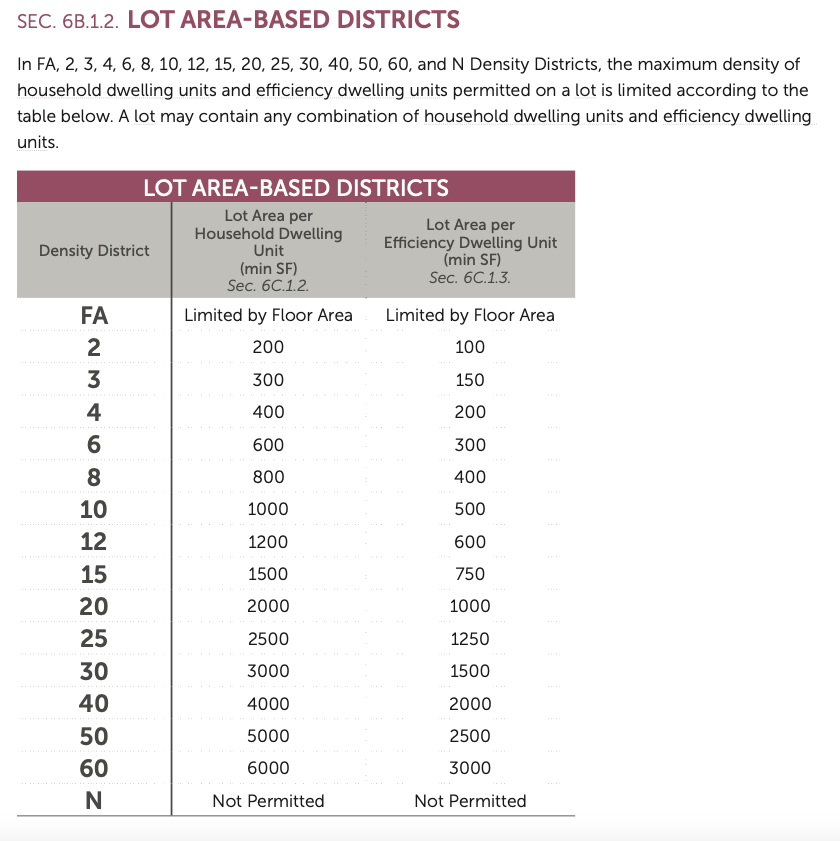 SEC. 6B.1.2. LOT AREA-BASED DISTRICTS
In FA, 2, 3, 4, 6, 8, 10, 12, 15, 20, 25, 30, 40, 50, 60, and N Density Districts, the maximum density of
household dwelling units and efficiency dwelling units permitted on a lot is limited according to the
table below. A lot may contain any combination of household dwelling units and efficiency dwelling
units.
LOT AREA-BASED DISTRICTS
Density District
Lot Area per
Household Dwelling
Unit
(min SF)
Sec. 6C.1.2.
Lot Area per
Efficiency Dwelling Unit
(min SF)
Sec. 6C.1.3.
FA Limited by Floor Area Limited by Floor Area
2 200 100
3 300 150
4 400 200
6 600 300
8 800 400
10 1000 500
12 1200 600
15 1500 750
20 2000 1000
25 2500 1250
30 3000 1500
40 4000 2000
50 5000 2500
60 6000 3000
N Not Permitted Not Permitted